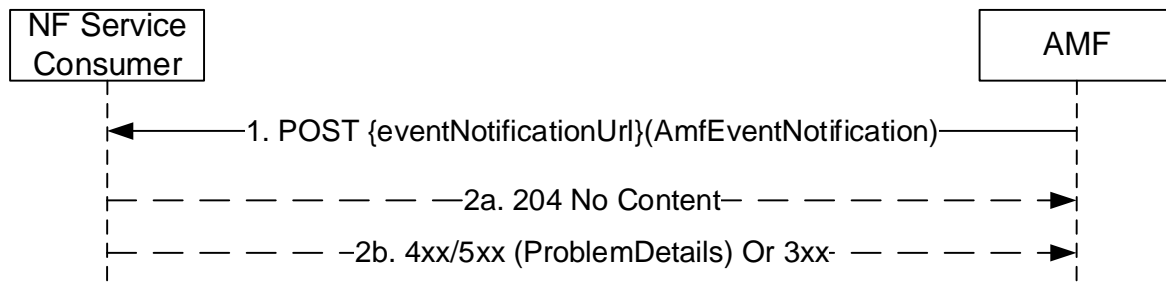 NF Service
Consumer
AMF
1. POST {eventNotificationUrl}(AmfEventNotification)
2a. 204 No Content
2b. 4xx/5xx (ProblemDetails) Or 3xx